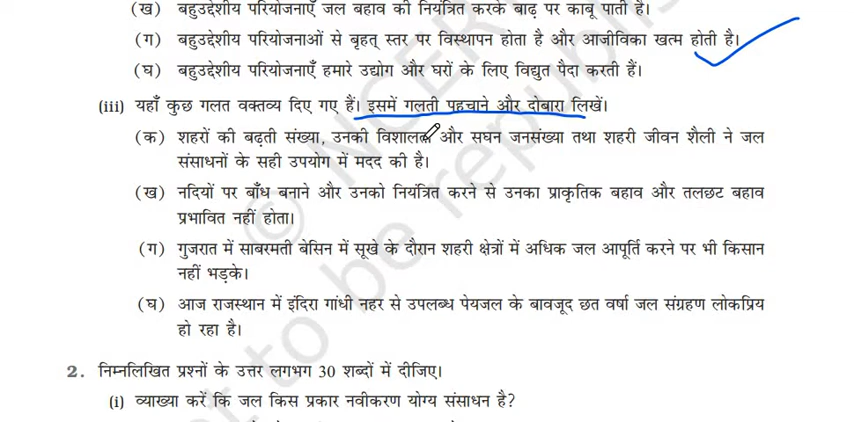 (ख) बहुउद्देशीय परियोजनाएँ जल बहाव को नियंत्रित करके बाढ़ पर काबू पाती हैं।
(ग) बहुउद्देशीय परियोजनाओं से बृहत् स्तर पर विस्थापन होता है और आजीविका खत्म होती है।
(घ) बहुउद्देशीय परियोजनाएँ हमारे उद्योग और घरों के लिए विद्युत पैदा करती हैं।
(iii) यहाँ कुछ गलत वक्तव्य दिए गए हैं। इसमें गलती पहचाने और दोबारा लिखें।
(क) शहरों की बढ़ती संख्या, उनकी विशालता और सघन जनसंख्या तथा शहरी जीवन शैली ने जल
संसाधनों के सही उपयोग में मदद की है।
(ख) नदियों पर बाँध बनाने और उनको नियंत्रित करने से उनका प्राकृतिक बहाव और तलछट बहाव
प्रभावित नहीं होता।
(ग) गुजरात में साबरमती बेसिन में सूखे के दौरान शहरी क्षेत्रों में अधिक जल आपूर्ति करने पर भी किसान
नहीं भड़के।
(घ) आज राजस्थान में इंदिरा गांधी नहर से उपलब्ध पेयजल के बावजूद छत वर्षा जल संग्रहण लोकप्रिय
हो रहा है।
2. निम्नलिखित प्रश्नों के उत्तर लगभग 30 शब्दों में दीजिए।
(i) व्याख्या करें कि जल किस प्रकार नवीकरण योग्य संसाधन है?
© NCERT
not to be republished